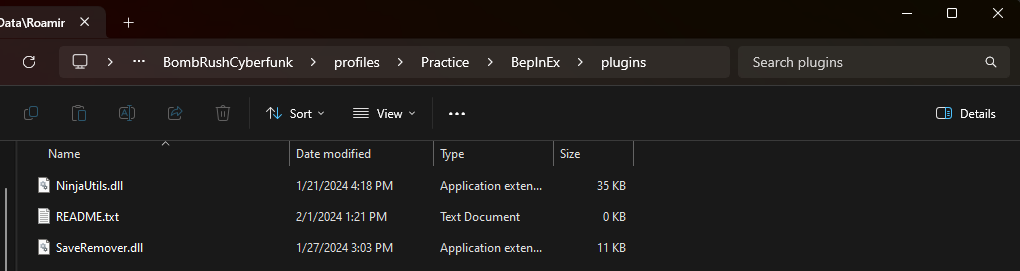 Data\Roamir
BombRushCyberfunk > profiles > Practice > BepInEx > plugins Search plugins
Sort View Details
Name Date modified Type Size
NinjaUtils.dll 1/21/2024 4:18 PM Application exten... 35 KB
README.txt 2/1/2024 1:21 PM Text Document 0 KB
SaveRemover.dll 1/27/2024 3:03 PM Application exten... 11 KB